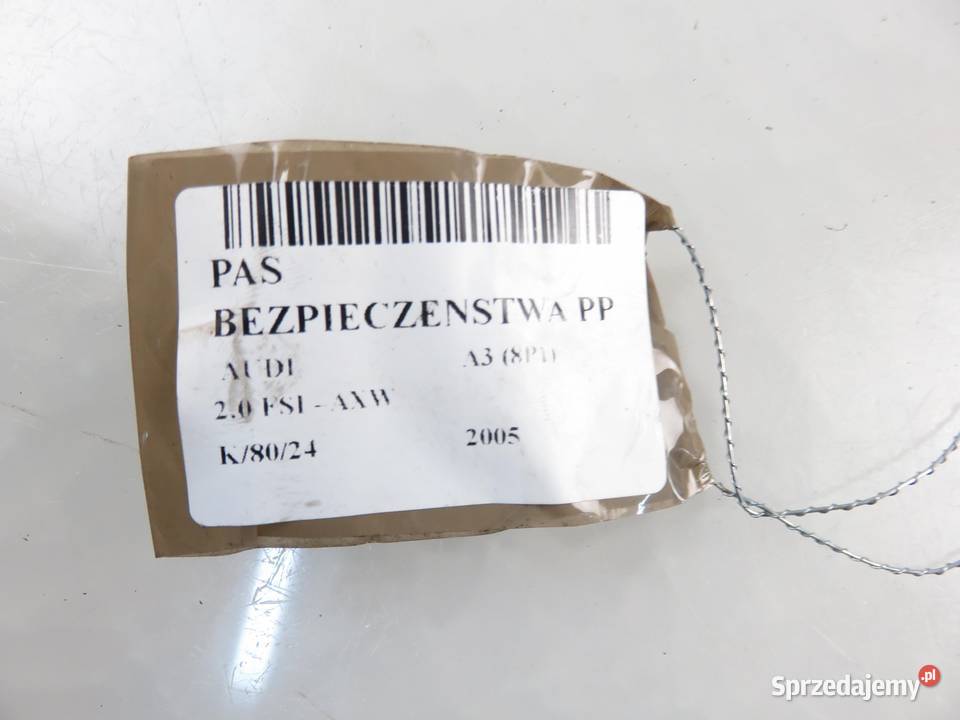 PAS
BEZPIECZENSTWA PP
AUDI A3 (8P1)
2.0 FSI - AXW
K/80/24 2005
Sprzedajemy.pl